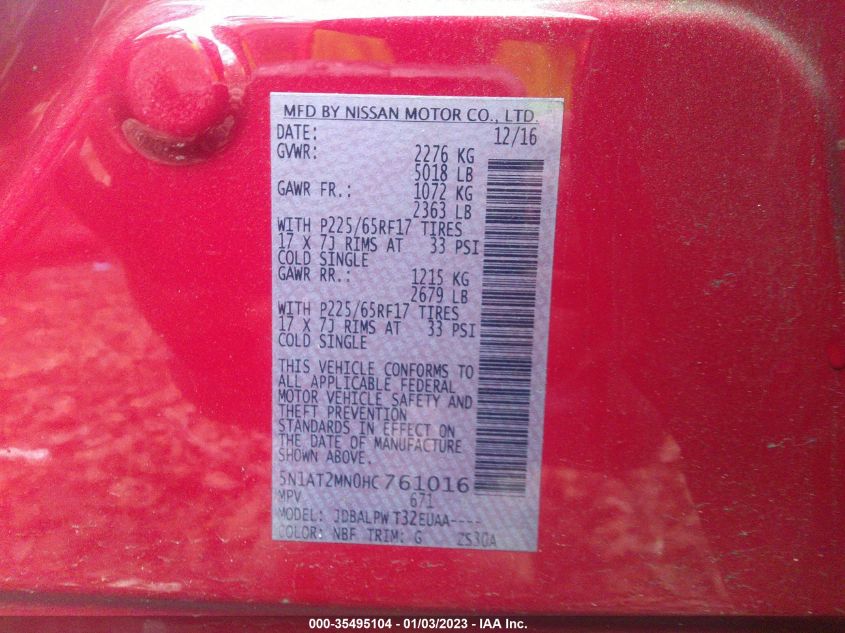 MFD BY NISSAN MOTOR CO., LTD.
DATE: 12/16
GVWR: 2276 KG
5018 LB
GAWR FR.: 1072 KG
2363 LB
WITH P225/65RF17 TIRES
17 X 7J RIMS AT 33 PSI
COLD SINGLE
GAWR RR.: 1215 KG
2679 LB
WITH P225/65RF17 TIRES
17 X 7J RIMS AT 33 PSI
COLD SINGLE
THIS VEHICLE CONFORMS TO
ALL APPLICABLE FEDERAL
MOTOR VEHICLE SAFETY AND
THEFT PREVENTION
STANDARDS IN EFFECT ON
THE DATE OF MANUFACTURE
SHOWN ABOVE.
5N1AT2MN0HC761016
MPV 671
MODEL: JDBALPW T32EUAA----
COLOR: NBF TRIM: G ZS30A
000-35495104 - 01/03/2023 - IAA Inc.